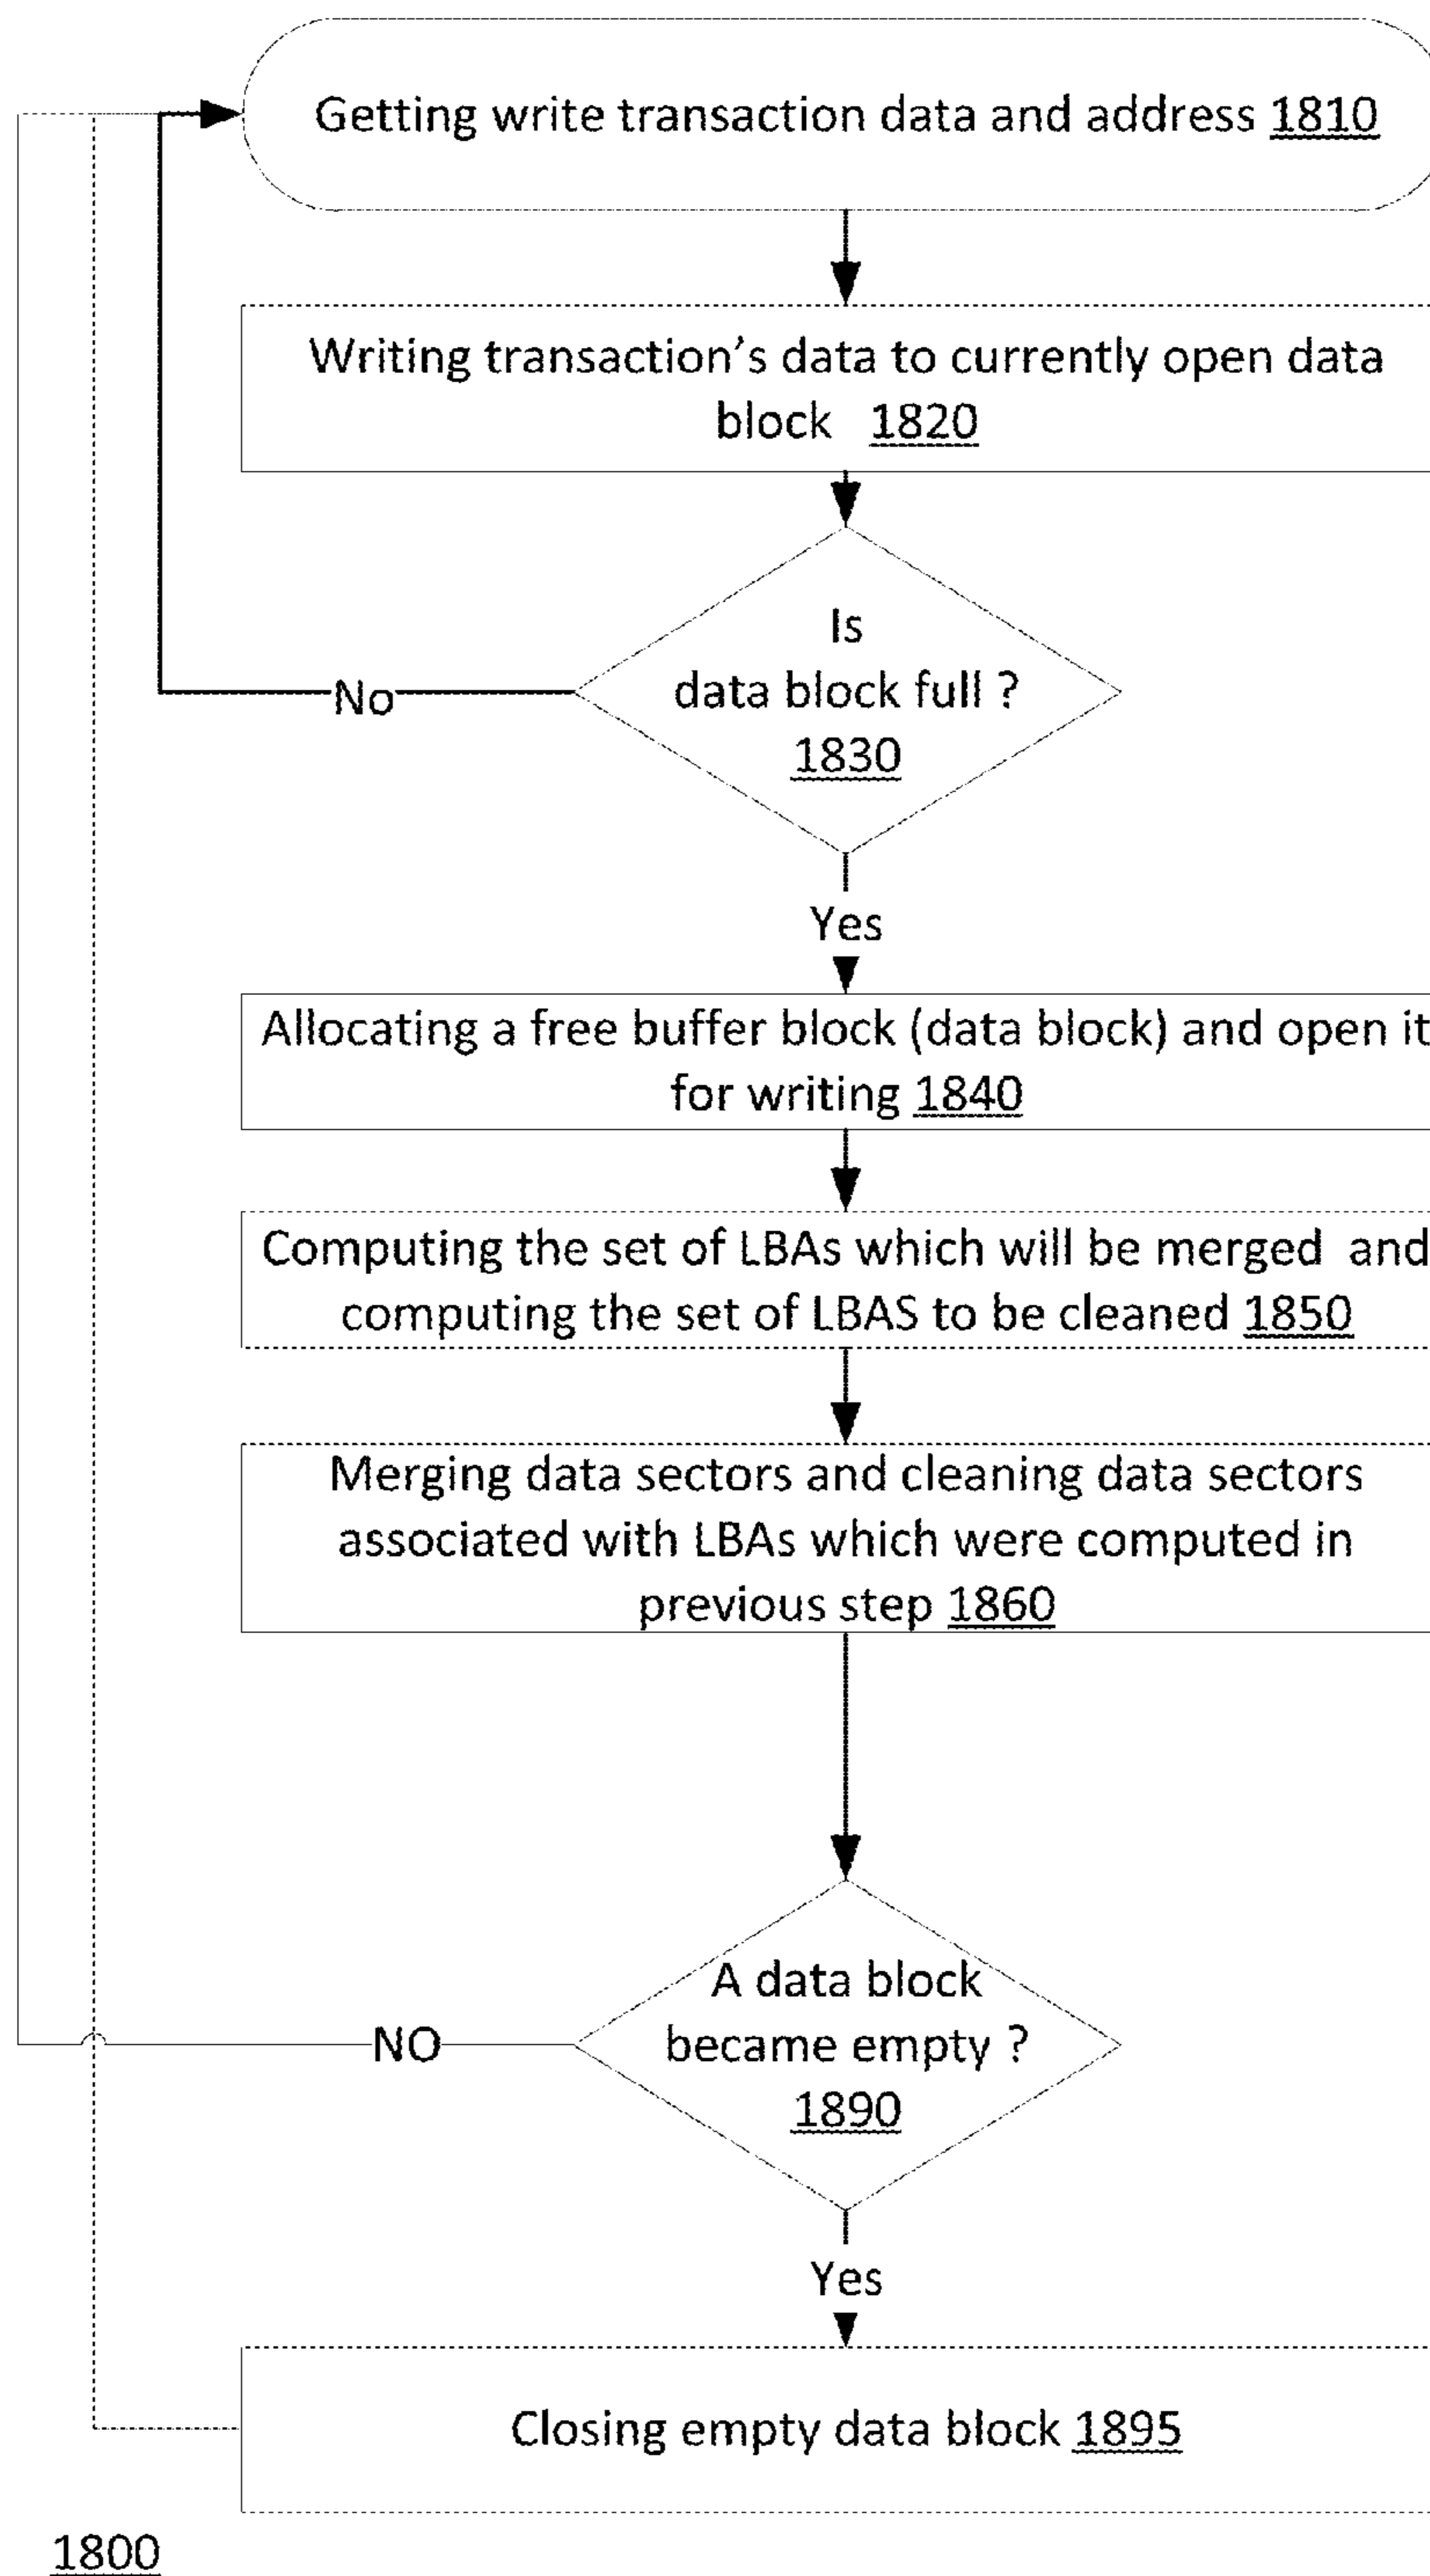 Getting write transaction data and address 1810
Writing transaction's data to currently open data
block 1820
Is
data block full ?
1830
No
Yes
Allocating a free buffer block (data block) and open it
for writing 1840
Computing the set of LBAs which will be merged and
computing the set of LBAS to be cleaned 1850
Merging data sectors and cleaning data sectors
associated with LBAs which were computed in
previous step 1860
A data block
became empty ?
1890
NO
Yes
Closing empty data block 1895
1800